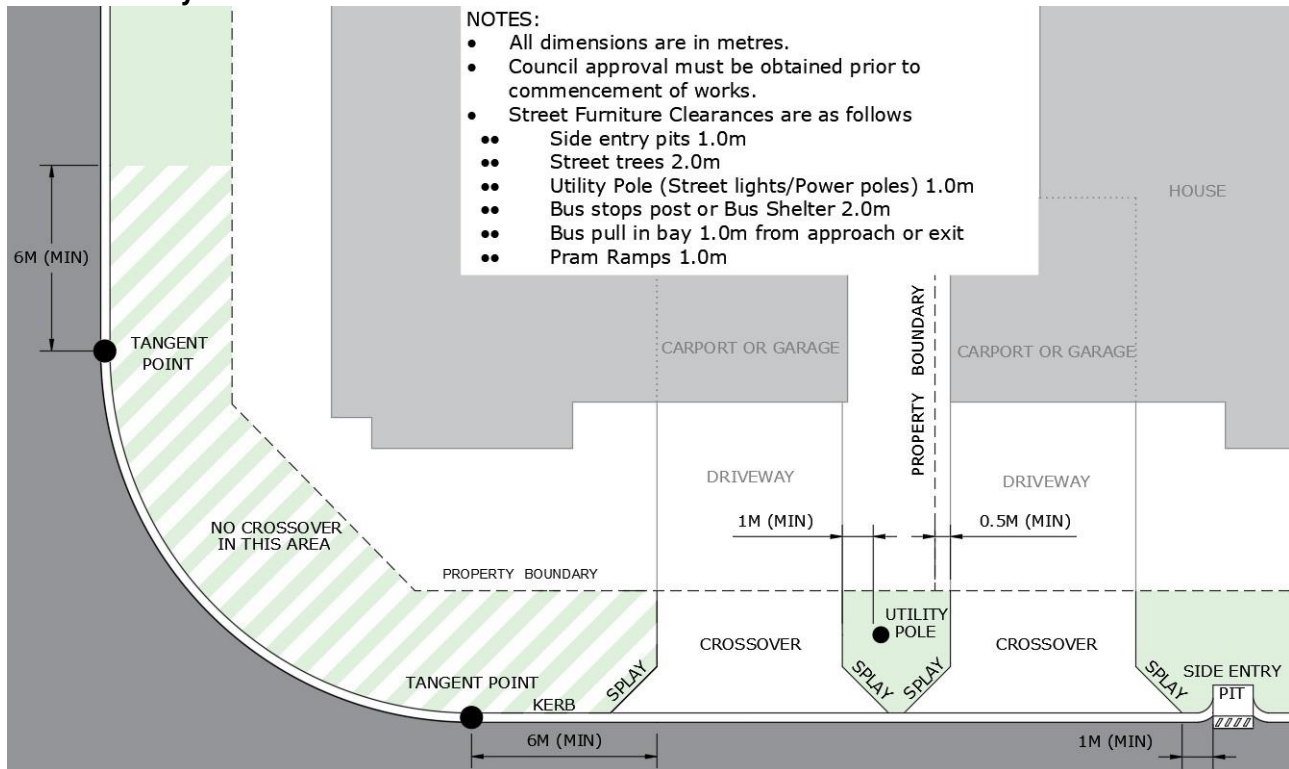 NOTES:
• All dimensions are in metres.
• Council approval must be obtained prior to
commencement of works.
• Street Furniture Clearances are as follows
•• Side entry pits 1.0m
•• Street trees 2.0m
•• Utility Pole (Street lights/Power poles) 1.0m
•• Bus stops post or Bus Shelter 2.0m
•• Bus pull in bay 1.0m from approach or exit
•• Pram Ramps 1.0m
HOUSE
6M (MIN)
TANGENT
POINT
CARPORT OR GARAGE
PROPERTY BOUNDARY
CARPORT OR GARAGE
DRIVEWAY
DRIVEWAY
NO CROSSOVER
IN THIS AREA
1M (MIN)
0.5M (MIN)
PROPERTY BOUNDARY
UTILITY
POLE
CROSSOVER
CROSSOVER
TANGENT POINT
KERB
SPLAY
SPLAY
SPLAY
SPLAY
SIDE ENTRY
PIT
6M (MIN)
1M (MIN)